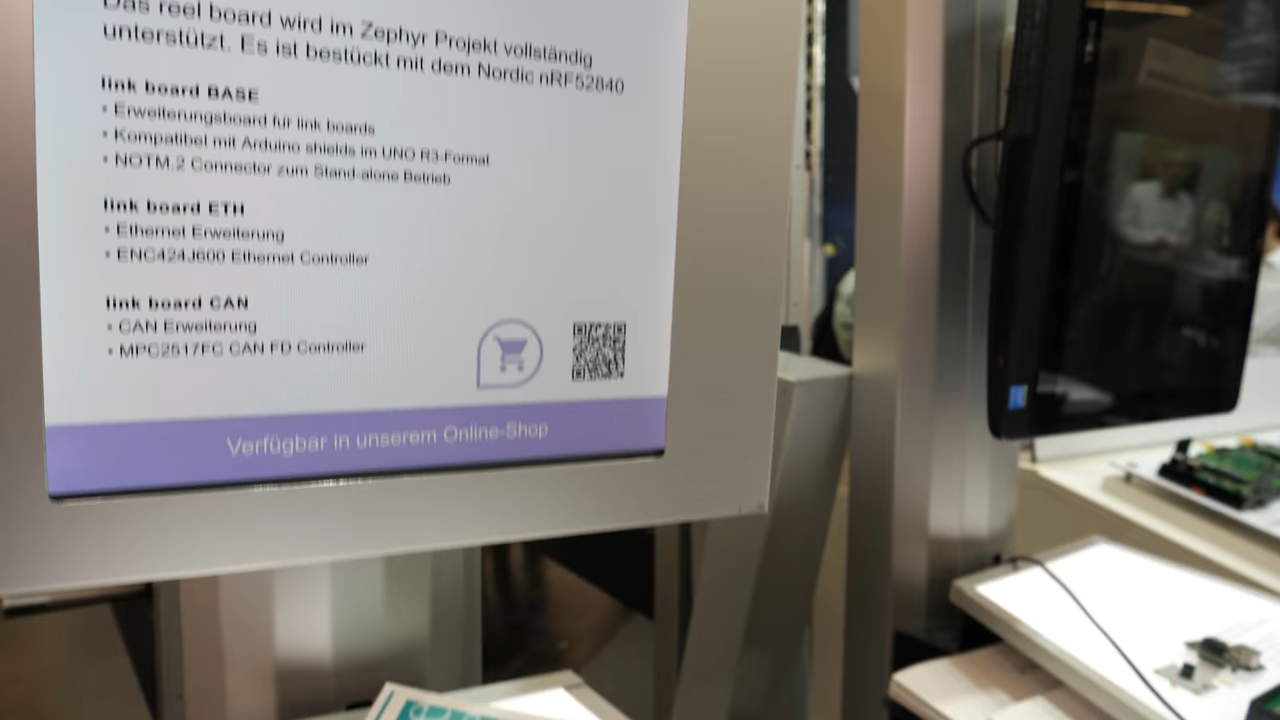 Das reel board wird im Zephyr Projekt vollständig
unterstützt. Es ist bestückt mit dem Nordic nRF52840
link board BASE
• Erweiterungsboard für link boards
• Kompatibel mit Arduino shields im UNO R3-Format
• NOTM.2 Connector zum Stand-alone Betrieb
link board ETH
• Ethernet Erweiterung
• ENC424J600 Ethernet Controller
link board CAN
• CAN Erweiterung
• MPC2517FC CAN FD Controller
Verfügbar in unserem Online-Shop